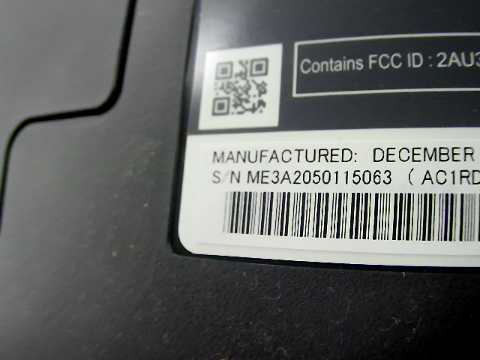 Contains FCC ID : 2AU3
MANUFACTURED: DECEMBER
S/N ME3A2050115063 ( AC1RD